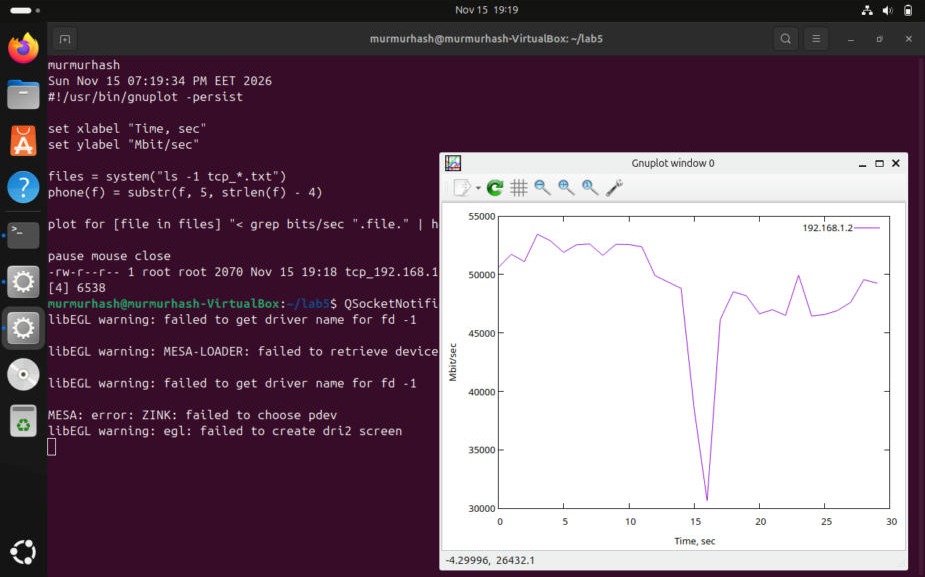 Nov 15 19:19
murmurhash@murmurhash-VirtualBox: ~/lab5
murmurhash
Sun Nov 15 07:19:34 PM EET 2026
#!/usr/bin/gnuplot -persist
set xlabel "Time, sec"
set ylabel "Mbit/sec"
files = system("ls -1 tcp_*.txt")
phone(f) = substr(f, 5, strlen(f) - 4)
plot for [file in files] "< grep bits/sec ".file." | h
pause mouse close
-rw-r--r-- 1 root root 2070 Nov 15 19:18 tcp_192.168.1
[4] 6538
murmurhash@murmurhash-VirtualBox:~/lab5$ QSocketNotifi
libEGL warning: failed to get driver name for fd -1
libEGL warning: MESA-LOADER: failed to retrieve device
libEGL warning: failed to get driver name for fd -1
MESA: error: ZINK: failed to choose pdev
libEGL warning: egl: failed to create dri2 screen
Gnuplot window 0
55000
192.168.1.2
50000
45000
Mbit/sec
40000
35000
30000
0 5 10 15 20 25 30
Time, sec
-4.29996, 26432.1